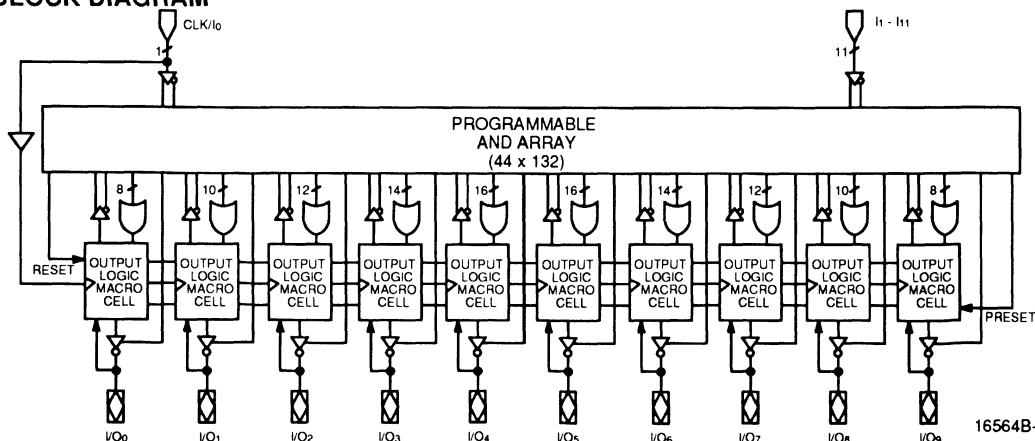 BLOCK DIAGRAM
CLK/I0
I1 - I11
1
11
PROGRAMMABLE
AND ARRAY
(44 x 132)
8 10 12 14 16 16 14 12 10 8
RESET
OUTPUT LOGIC MACRO CELL
OUTPUT LOGIC MACRO CELL
OUTPUT LOGIC MACRO CELL
OUTPUT LOGIC MACRO CELL
OUTPUT LOGIC MACRO CELL
OUTPUT LOGIC MACRO CELL
OUTPUT LOGIC MACRO CELL
OUTPUT LOGIC MACRO CELL
OUTPUT LOGIC MACRO CELL
OUTPUT LOGIC MACRO CELL
PRESET
I/O0 I/O1 I/O2 I/O3 I/O4 I/O5 I/O6 I/O7 I/O8 I/O9
16564B-